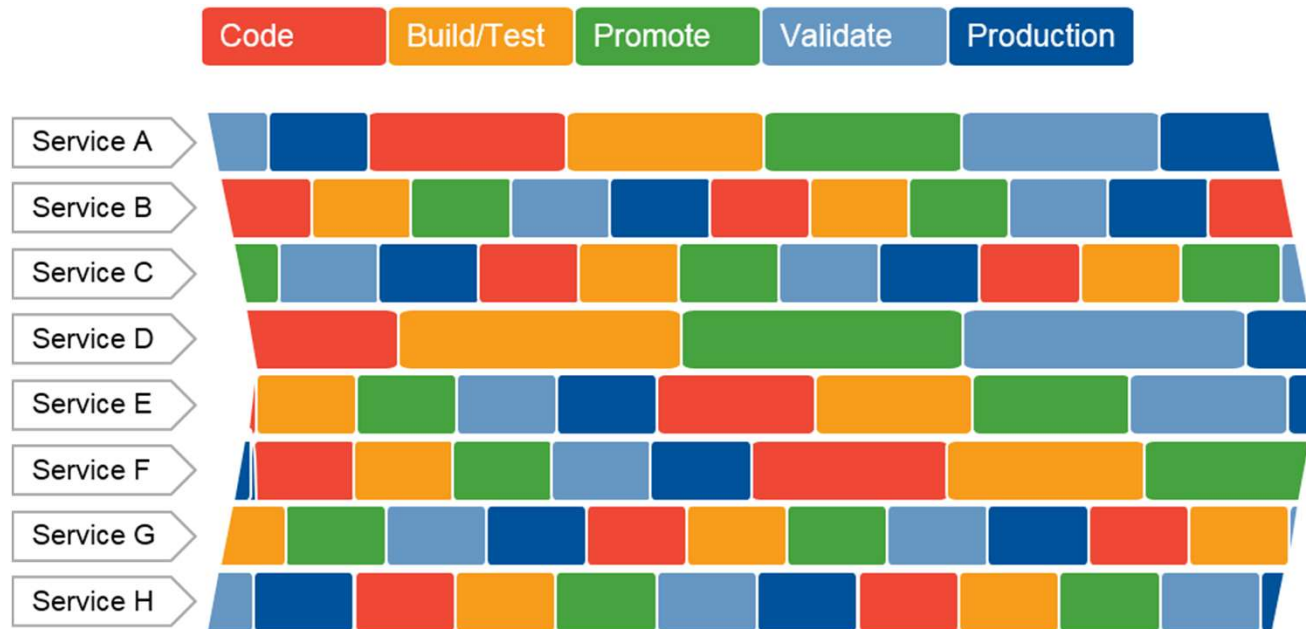 Code Build/Test Promote Validate Production
Service A
Service B
Service C
Service D
Service E
Service F
Service G
Service H